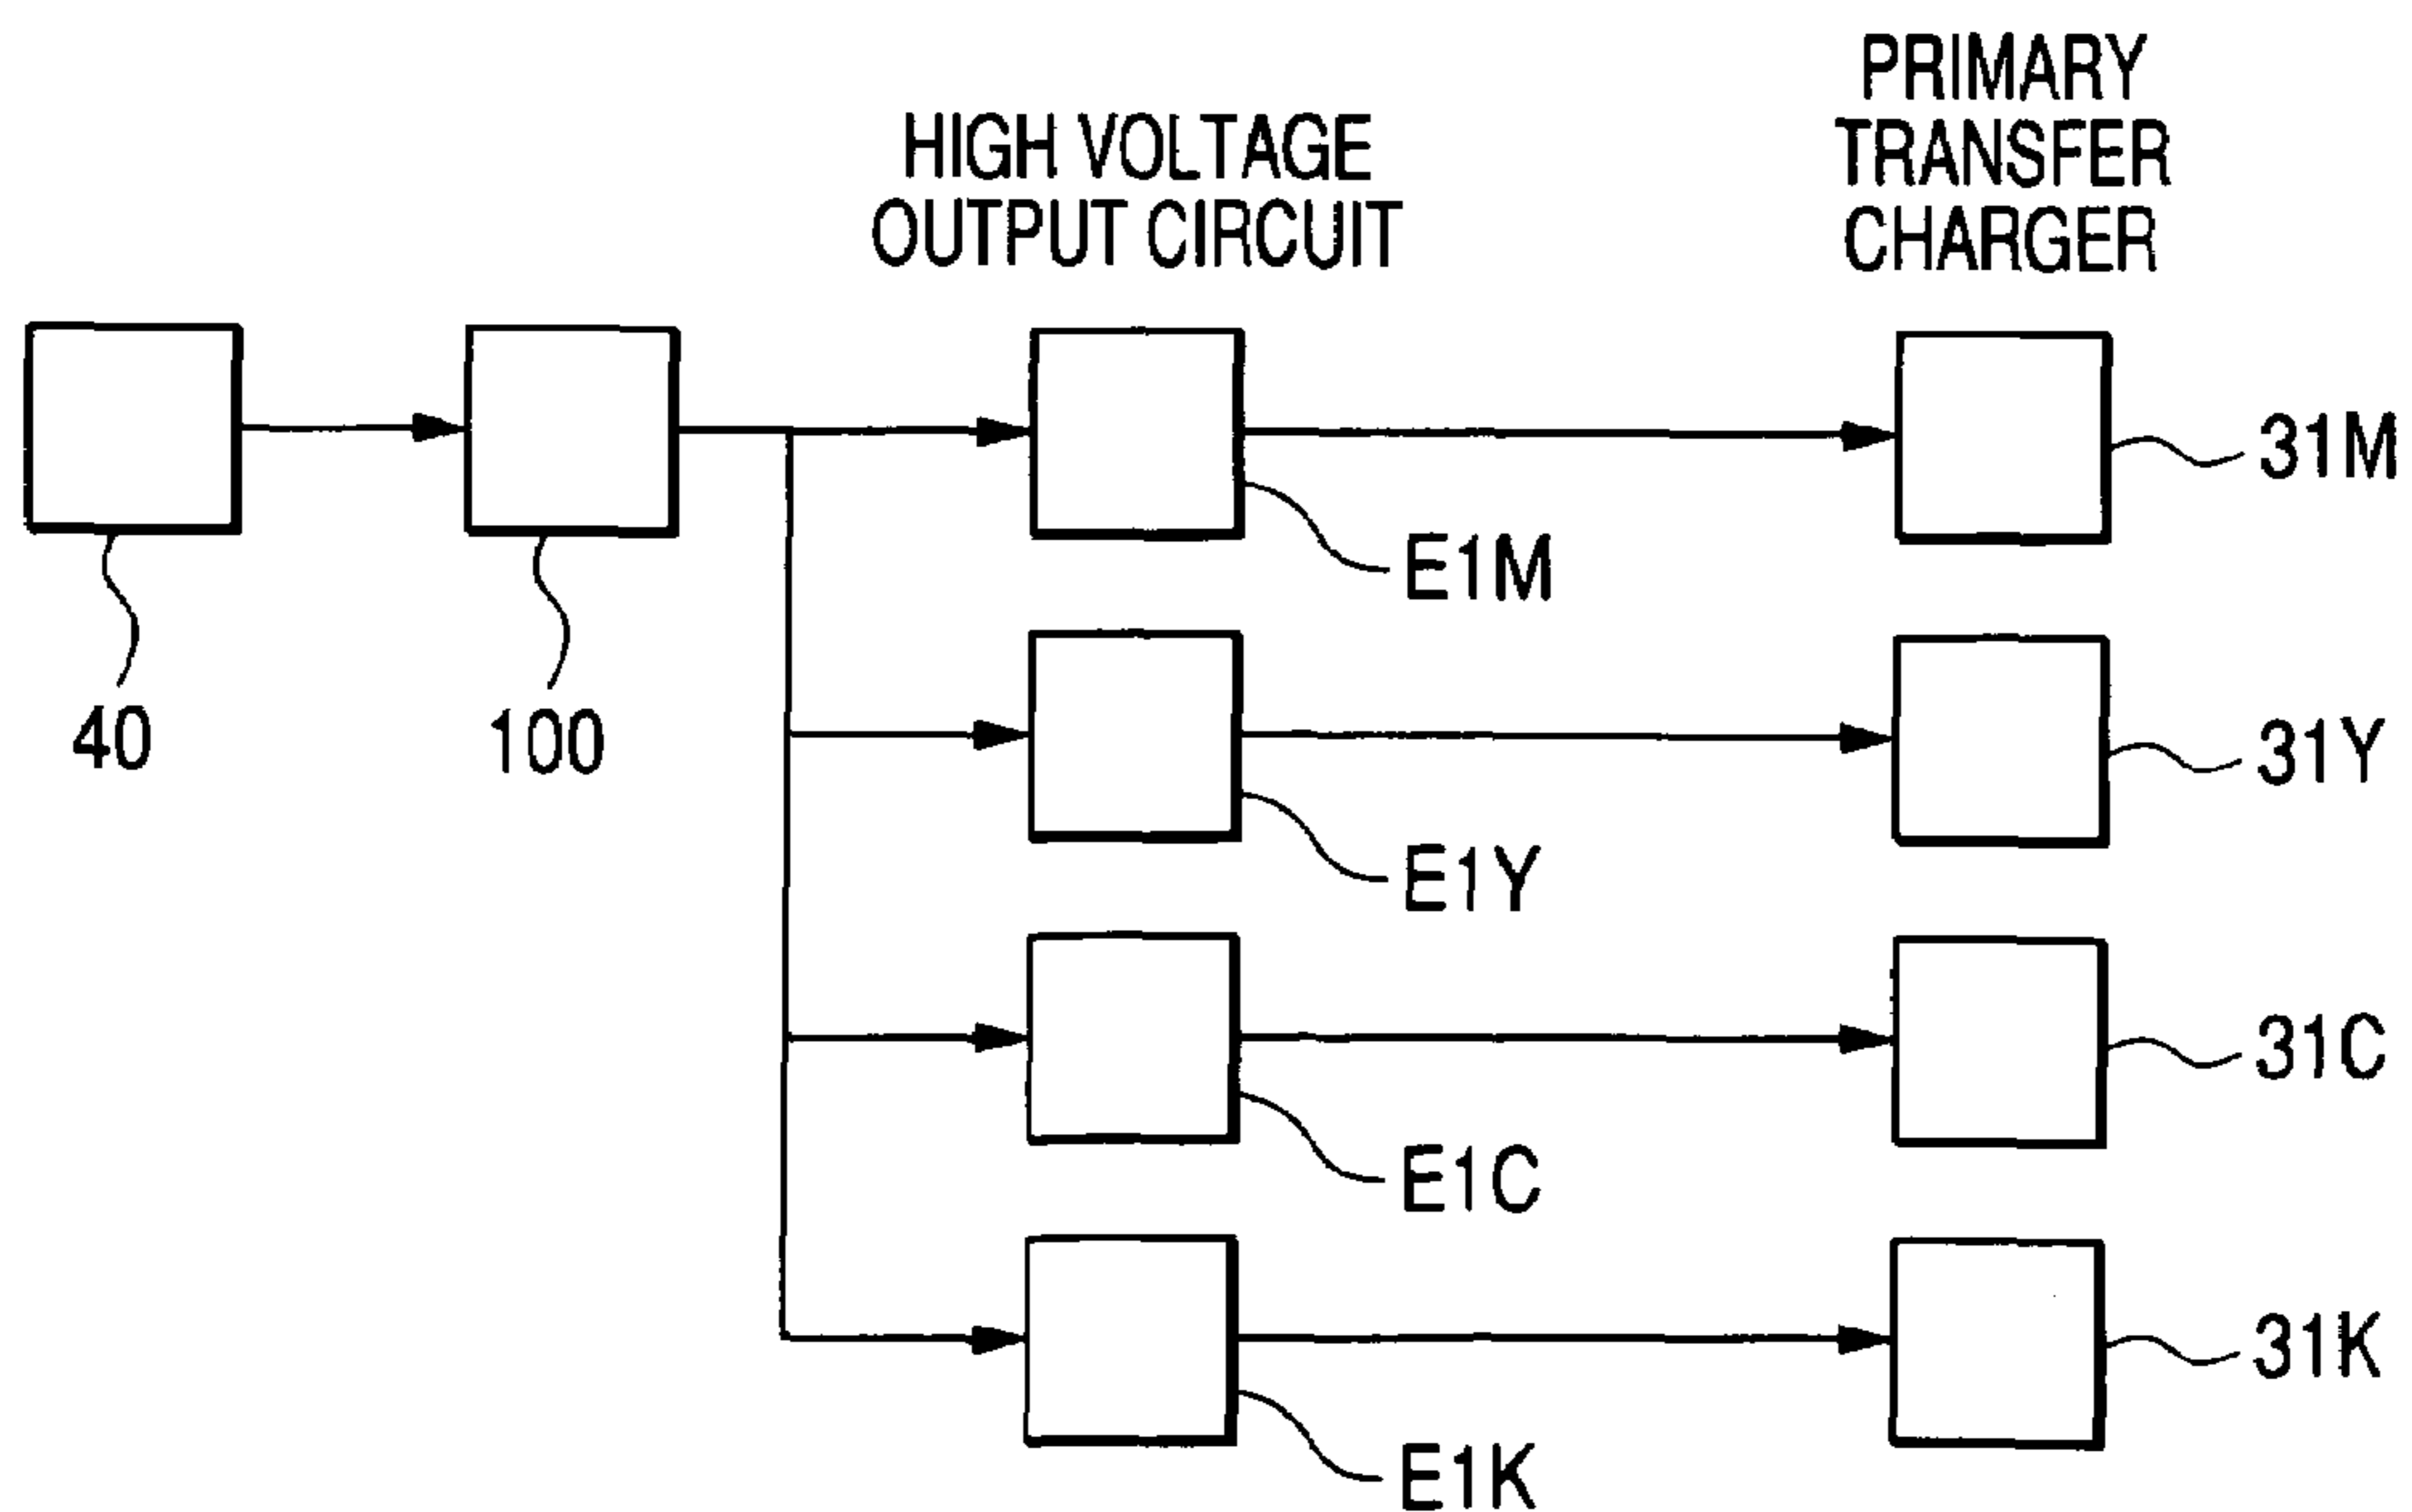 HIGH VOLTAGE
OUTPUT CIRCUIT
PRIMARY
TRANSFER
CHARGER
40
100
E1M
31M
E1Y
31Y
E1C
31C
E1K
31K